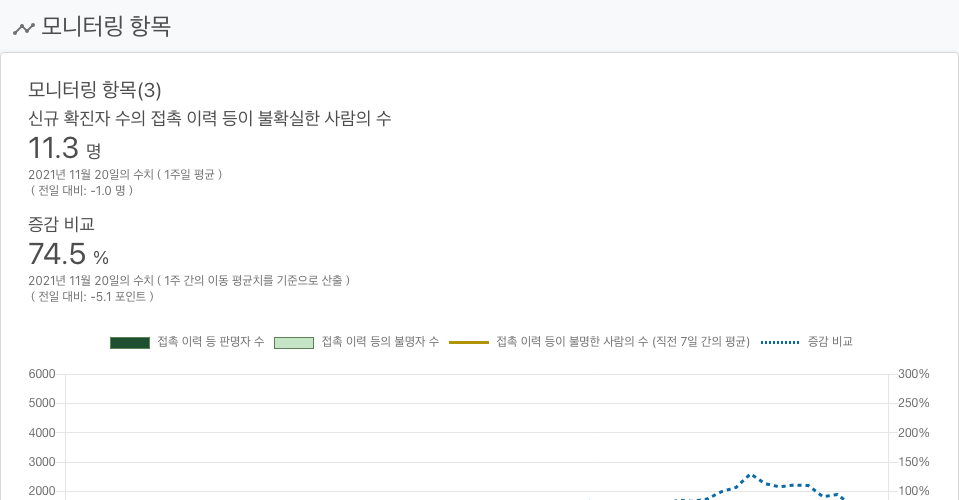 모니터링 항목
모니터링 항목(3)
신규 확진자 수의 접촉 이력 등이 불확실한 사람의 수
11.3 명
2021년 11월 20일의 수치 ( 1주일 평균 )
( 전일 대비: -1.0 명 )
증감 비교
74.5 %
2021년 11월 20일의 수치 ( 1주 간의 이동 평균치를 기준으로 산출 )
( 전일 대비: -5.1 포인트 )
접촉 이력 등 판명자 수 접촉 이력 등의 불명자 수 접촉 이력 등이 불명한 사람의 수 (직전 7일 간의 평균) 증감 비교
6000 300%
5000 250%
4000 200%
3000 150%
2000 100%